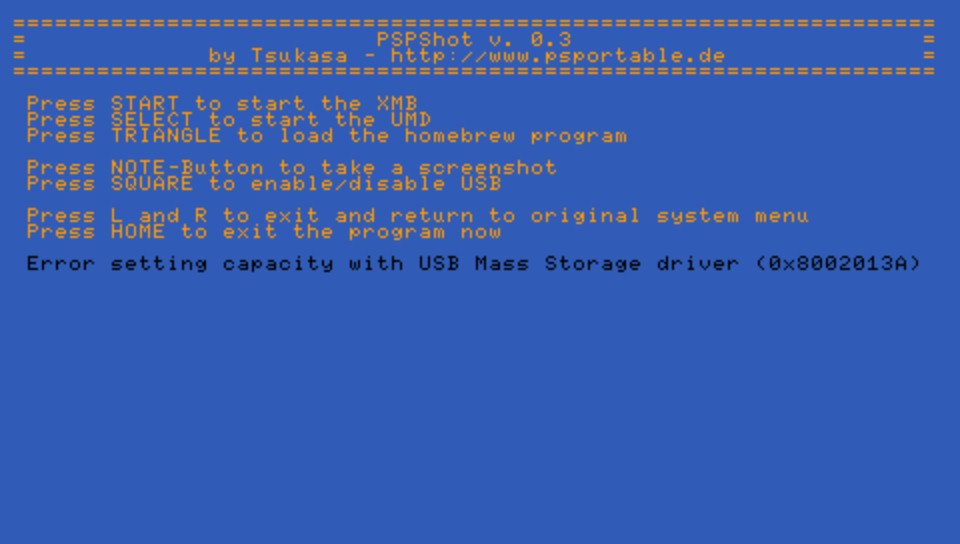 ==================================================================
= PSPShot v. 0.3 =
= by Tsukasa - http://www.psportable.de =
==================================================================
Press START to start the XMB
Press SELECT to start the UMD
Press TRIANGLE to load the homebrew program
Press NOTE-Button to take a screenshot
Press SQUARE to enable/disable USB
Press L and R to exit and return to original system menu
Press HOME to exit the program now
Error setting capacity with USB Mass Storage driver (0x8002013A)